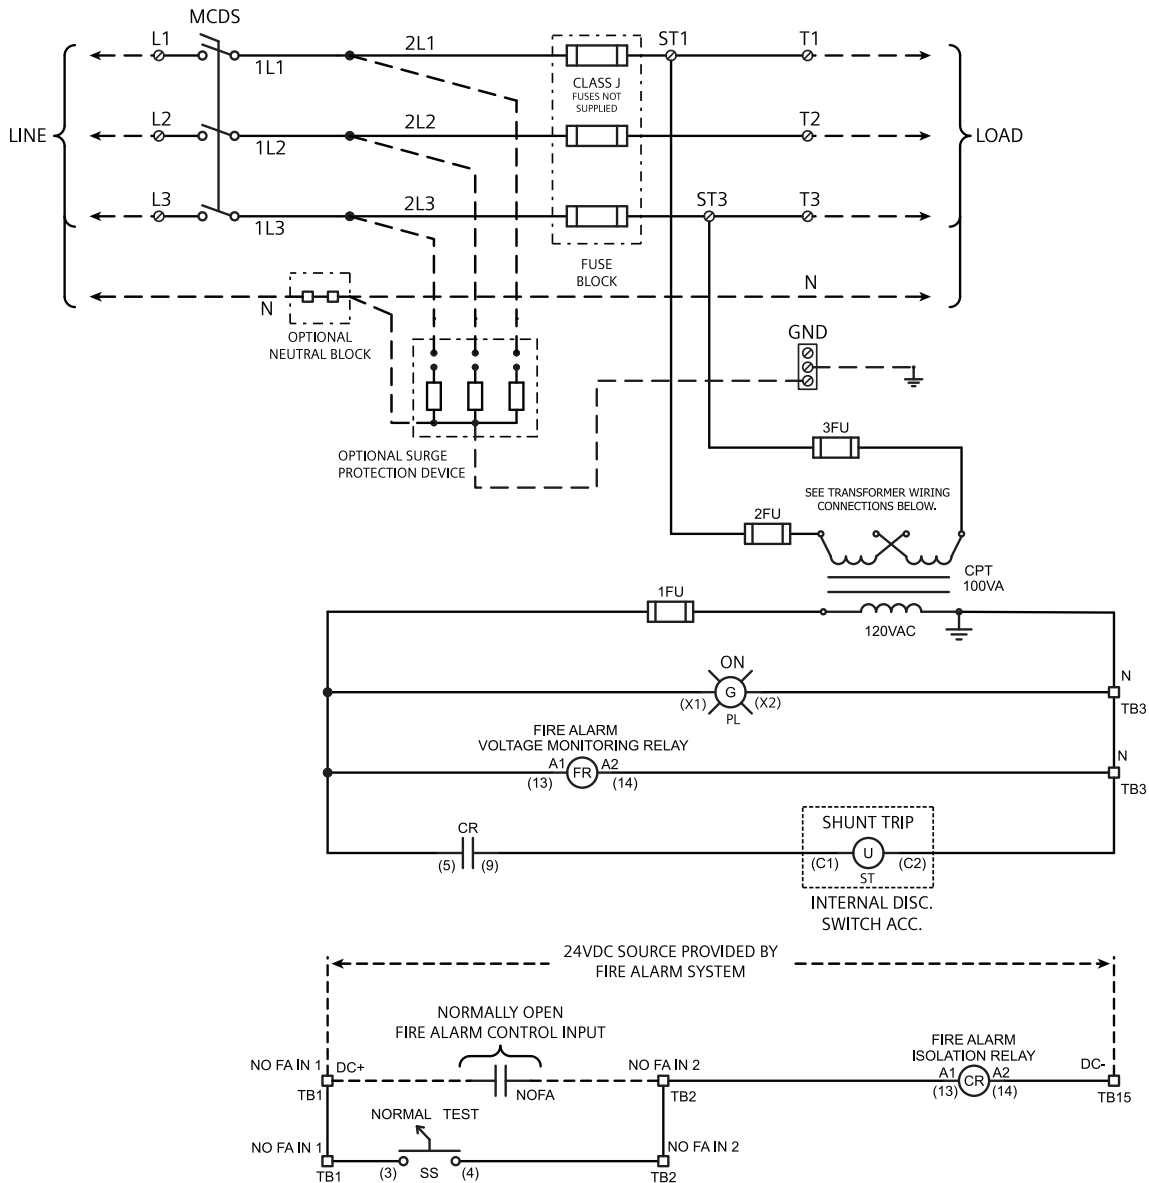 MCDS
L1
1L1
2L1
ST1
T1
CLASS J
FUSES NOT
SUPPLIED
LINE
L2
1L2
2L2
T2
LOAD
L3
1L3
2L3
ST3
T3
FUSE
BLOCK
N
N
OPTIONAL
NEUTRAL BLOCK
GND
OPTIONAL SURGE
PROTECTION DEVICE
3FU
SEE TRANSFORMER WIRING
CONNECTIONS BELOW.
2FU
CPT
100VA
1FU
120VAC
ON
(X1)
G
(X2)
PL
N
TB3
FIRE ALARM
VOLTAGE MONITORING RELAY
A1
FR
A2
(13)
(14)
N
TB3
CR
(5)
(9)
SHUNT TRIP
(C1)
U
(C2)
ST
INTERNAL DISC.
SWITCH ACC.
24VDC SOURCE PROVIDED BY
FIRE ALARM SYSTEM
NORMALLY OPEN
FIRE ALARM CONTROL INPUT
NO FA IN 1
DC+
TB1
NOFA
NO FA IN 2
TB2
FIRE ALARM
ISOLATION RELAY
A1
CR
A2
(13)
(14)
DC-
TB15
NORMAL TEST
NO FA IN 1
TB1
(3)
SS
(4)
NO FA IN 2
TB2